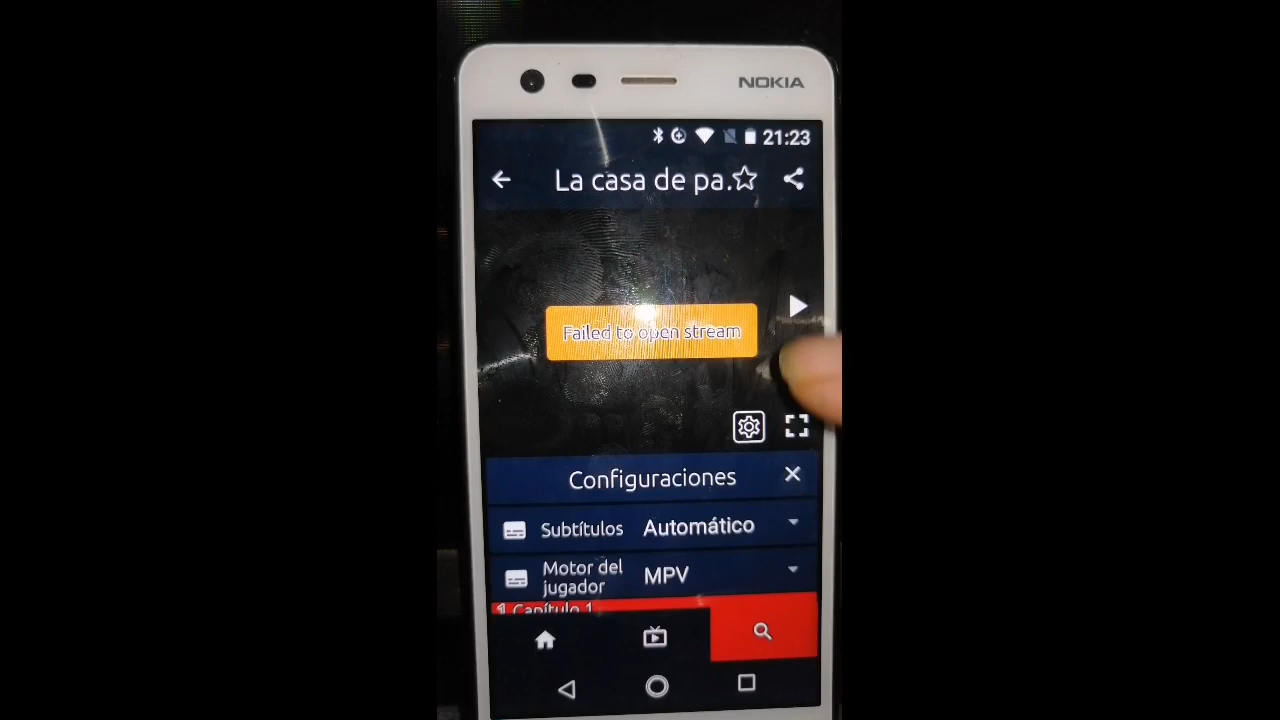 NOKIA
21:23
La casa de pa.
Failed to open stream
Configuraciones
Subtítulos Automático
Motor del
jugador MPV
1 Capítulo 1